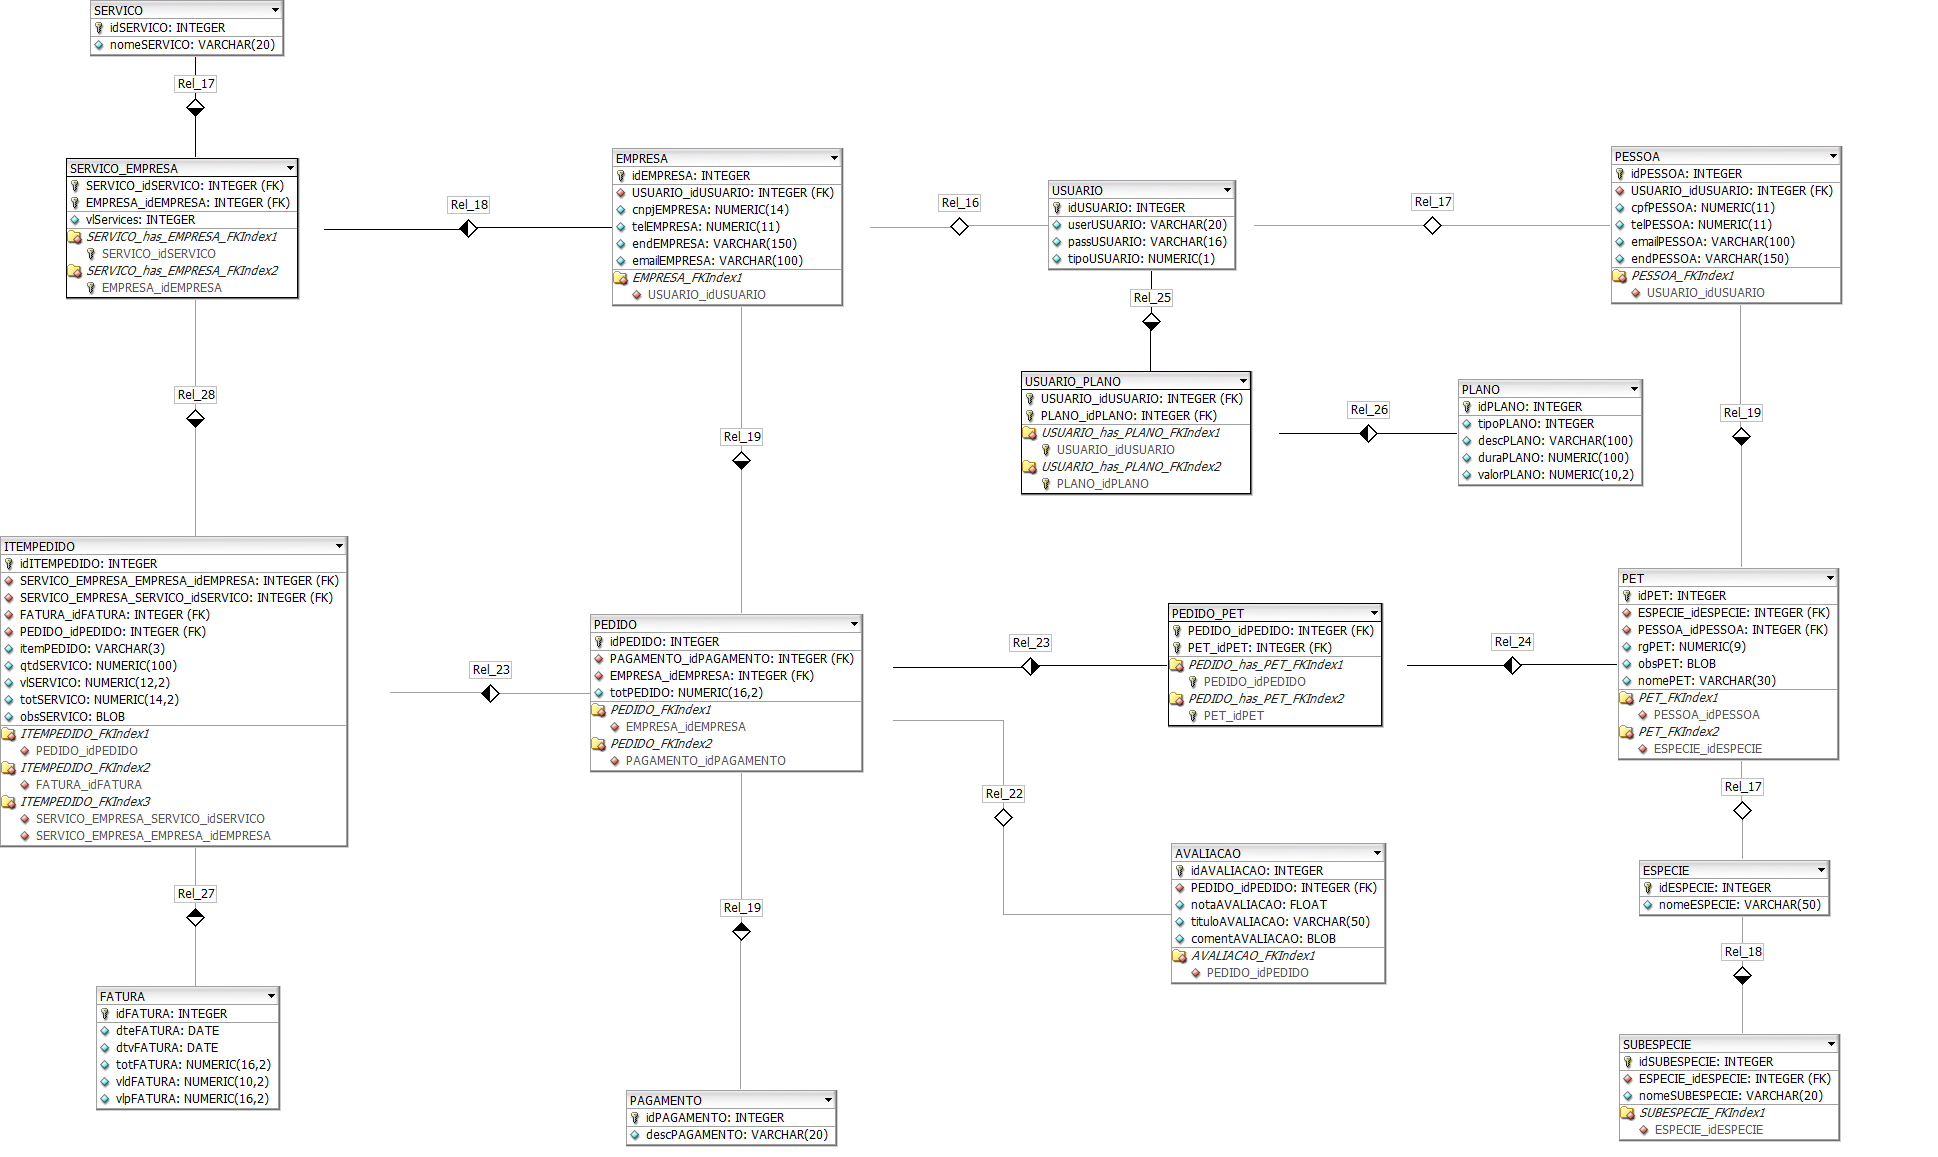 SERVICO
idSERVICO: INTEGER
nomeSERVICO: VARCHAR(20)
Rel_17
SERVICO_EMPRESA
SERVICO_idSERVICO: INTEGER (FK)
EMPRESA_idEMPRESA: INTEGER (FK)
vlServices: INTEGER
SERVICO_has_EMPRESA_FKIndex1
SERVICO_idSERVICO
SERVICO_has_EMPRESA_FKIndex2
EMPRESA_idEMPRESA
Rel_18
EMPRESA
idEMPRESA: INTEGER
USUARIO_idUSUARIO: INTEGER (FK)
cnpjEMPRESA: NUMERIC(14)
telEMPRESA: NUMERIC(11)
endEMPRESA: VARCHAR(150)
emailEMPRESA: VARCHAR(100)
EMPRESA_FKIndex1
USUARIO_idUSUARIO
Rel_16
USUARIO
idUSUARIO: INTEGER
userUSUARIO: VARCHAR(20)
passUSUARIO: VARCHAR(16)
tipoUSUARIO: NUMERIC(1)
Rel_17
PESSOA
idPESSOA: INTEGER
USUARIO_idUSUARIO: INTEGER (FK)
cpfPESSOA: NUMERIC(11)
telPESSOA: NUMERIC(11)
emailPESSOA: VARCHAR(100)
endPESSOA: VARCHAR(150)
PESSOA_FKIndex1
USUARIO_idUSUARIO
Rel_25
USUARIO_PLANO
USUARIO_idUSUARIO: INTEGER (FK)
PLANO_idPLANO: INTEGER (FK)
USUARIO_has_PLANO_FKIndex1
USUARIO_idUSUARIO
USUARIO_has_PLANO_FKIndex2
PLANO_idPLANO
Rel_26
PLANO
idPLANO: INTEGER
tipoPLANO: INTEGER
descPLANO: VARCHAR(100)
duraPLANO: NUMERIC(100)
valorPLANO: NUMERIC(10,2)
Rel_28
Rel_19
Rel_19
ITEMPEDIDO
idITEMPEDIDO: INTEGER
SERVICO_EMPRESA_EMPRESA_idEMPRESA: INTEGER (FK)
SERVICO_EMPRESA_SERVICO_idSERVICO: INTEGER (FK)
FATURA_idFATURA: INTEGER (FK)
PEDIDO_idPEDIDO: INTEGER (FK)
itemPEDIDO: VARCHAR(3)
qtdSERVICO: NUMERIC(100)
vlSERVICO: NUMERIC(12,2)
totSERVICO: NUMERIC(14,2)
obsSERVICO: BLOB
ITEMPEDIDO_FKIndex1
PEDIDO_idPEDIDO
ITEMPEDIDO_FKIndex2
FATURA_idFATURA
ITEMPEDIDO_FKIndex3
SERVICO_EMPRESA_SERVICO_idSERVICO
SERVICO_EMPRESA_EMPRESA_idEMPRESA
Rel_23
PEDIDO
idPEDIDO: INTEGER
PAGAMENTO_idPAGAMENTO: INTEGER (FK)
EMPRESA_idEMPRESA: INTEGER (FK)
totPEDIDO: NUMERIC(16,2)
PEDIDO_FKIndex1
EMPRESA_idEMPRESA
PEDIDO_FKIndex2
PAGAMENTO_idPAGAMENTO
Rel_23
PEDIDO_PET
PEDIDO_idPEDIDO: INTEGER (FK)
PET_idPET: INTEGER (FK)
PEDIDO_has_PET_FKIndex1
PEDIDO_idPEDIDO
PEDIDO_has_PET_FKIndex2
PET_idPET
Rel_24
PET
idPET: INTEGER
ESPECIE_idESPECIE: INTEGER (FK)
PESSOA_idPESSOA: INTEGER (FK)
rgPET: NUMERIC(9)
obsPET: BLOB
nomePET: VARCHAR(30)
PET_FKIndex1
PESSOA_idPESSOA
PET_FKIndex2
ESPECIE_idESPECIE
Rel_22
Rel_17
AVALIACAO
idAVALIACAO: INTEGER
PEDIDO_idPEDIDO: INTEGER (FK)
notaAVALIACAO: FLOAT
tituloAVALIACAO: VARCHAR(50)
comentAVALIACAO: BLOB
AVALIACAO_FKIndex1
PEDIDO_idPEDIDO
ESPECIE
idESPECIE: INTEGER
nomeESPECIE: VARCHAR(50)
Rel_27
Rel_19
Rel_18
FATURA
idFATURA: INTEGER
dteFATURA: DATE
dtvFATURA: DATE
totFATURA: NUMERIC(16,2)
vldFATURA: NUMERIC(10,2)
vlpFATURA: NUMERIC(16,2)
PAGAMENTO
idPAGAMENTO: INTEGER
descPAGAMENTO: VARCHAR(20)
SUBESPECIE
idSUBESPECIE: INTEGER
ESPECIE_idESPECIE: INTEGER (FK)
nomeSUBESPECIE: VARCHAR(20)
SUBESPECIE_FKIndex1
ESPECIE_idESPECIE